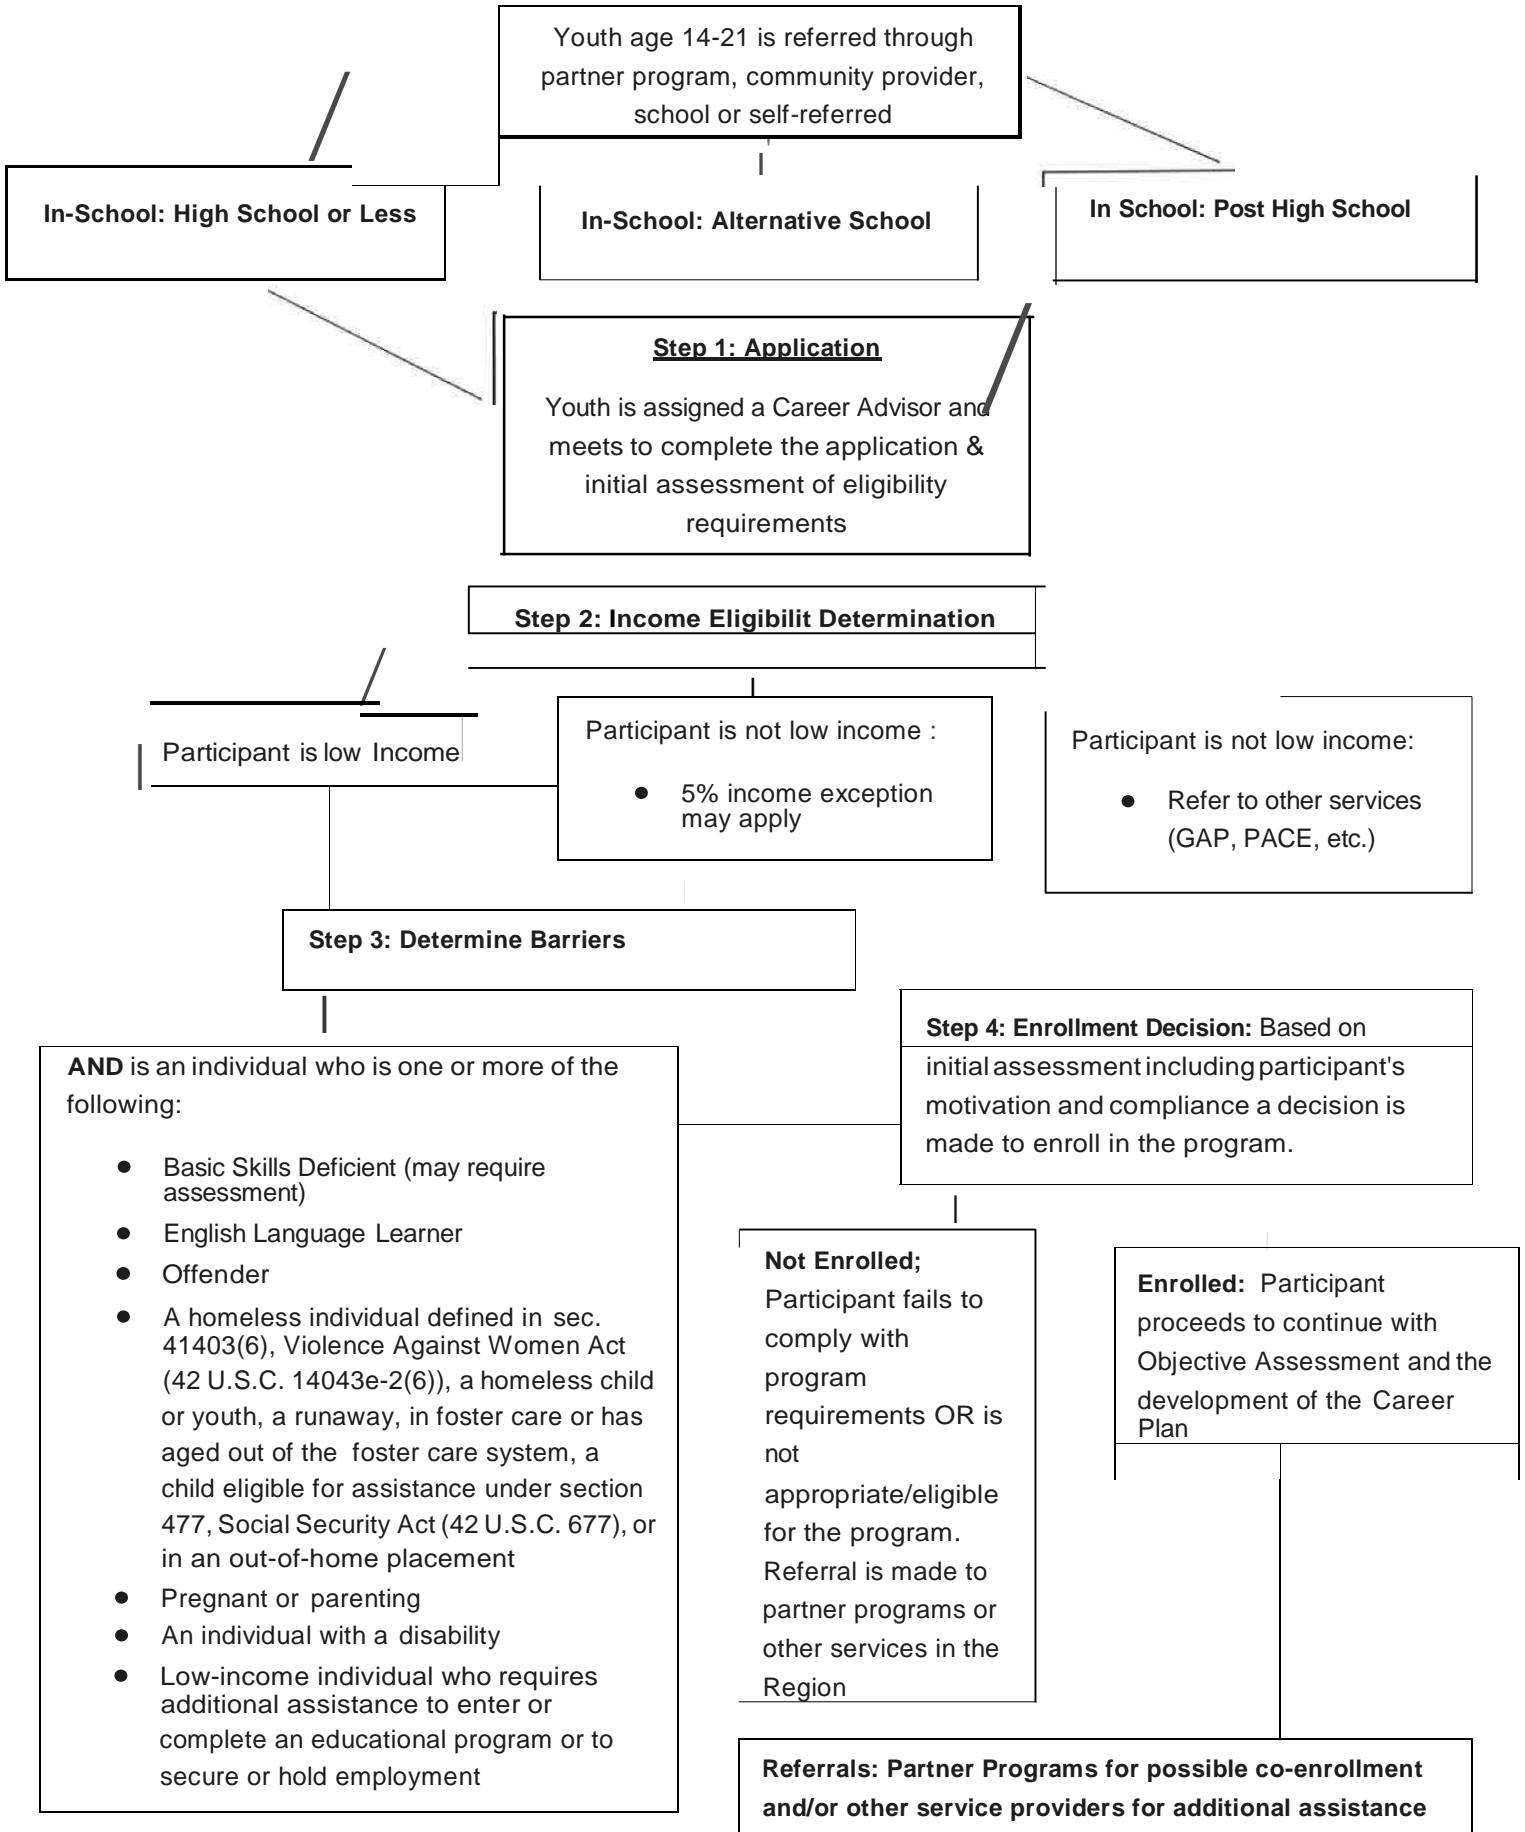 Youth age 14-21 is referred through
partner program, community provider,
school or self-referred
In-School: High School or Less
In-School: Alternative School
In School: Post High School
Step 1: Application
Youth is assigned a Career Advisor and
meets to complete the application &
initial assessment of eligibility
requirements
Step 2: Income Eligibilit Determination
Participant is low Income
Participant is not low income :
● 5% income exception
may apply
Participant is not low income:
● Refer to other services
(GAP, PACE, etc.)
Step 3: Determine Barriers
AND is an individual who is one or more of the
following:
● Basic Skills Deficient (may require
assessment)
● English Language Learner
● Offender
● A homeless individual defined in sec.
41403(6), Violence Against Women Act
(42 U.S.C. 14043e-2(6)), a homeless child
or youth, a runaway, in foster care or has
aged out of the foster care system, a
child eligible for assistance under section
477, Social Security Act (42 U.S.C. 677), or
in an out-of-home placement
● Pregnant or parenting
● An individual with a disability
● Low-income individual who requires
additional assistance to enter or
complete an educational program or to
secure or hold employment
Step 4: Enrollment Decision: Based on
initial assessment including participant's
motivation and compliance a decision is
made to enroll in the program.
Not Enrolled;
Participant fails to
comply with
program
requirements OR is
not
appropriate/eligible
for the program.
Referral is made to
partner programs or
other services in the
Region
Enrolled: Participant
proceeds to continue with
Objective Assessment and the
development of the Career
Plan
Referrals: Partner Programs for possible co-enrollment
and/or other service providers for additional assistance